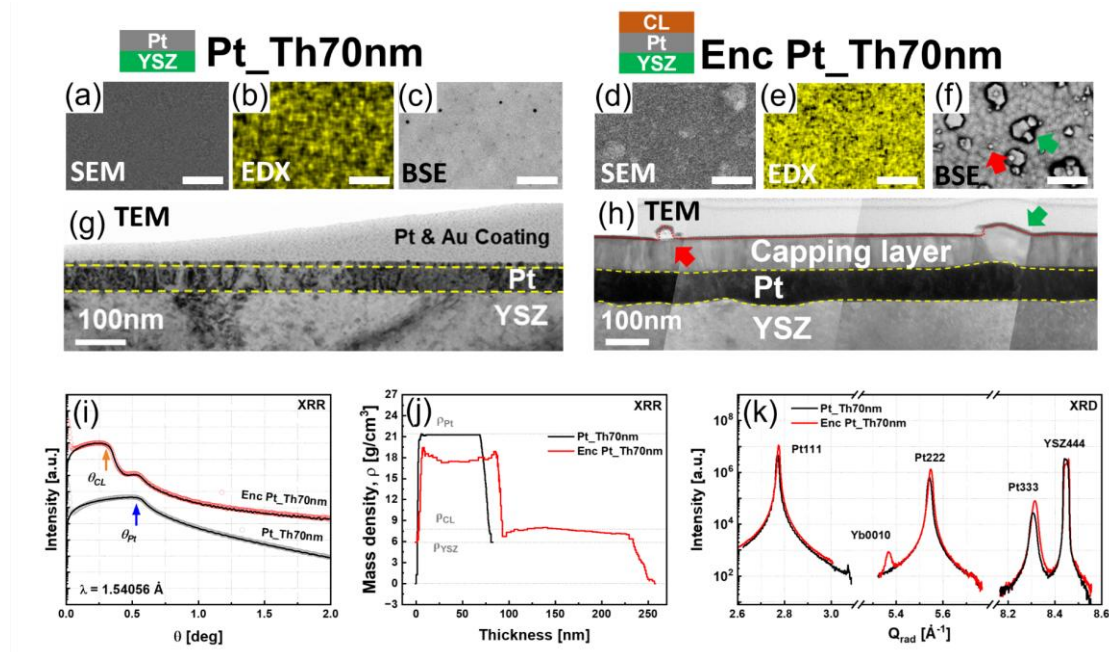 Pt
YSZ
Pt_Th70nm
CL
Pt
YSZ
Enc Pt_Th70nm
(a)
SEM
(b)
EDX
(c)
BSE
(d)
SEM
(e)
EDX
(f)
BSE
(g)
TEM
Pt & Au Coating
Pt
YSZ
100nm
(h)
TEM
Capping layer
Pt
YSZ
100nm
(i)
XRR
Intensity [a.u.]
θCL
θPt
Enc Pt_Th70nm
Pt_Th70nm
λ = 1.54056 Å
0.0 0.5 1.0 1.5 2.0
θ [deg]
(j)
XRR
Mass density, ρ [g/cm³]
27
24
21
18
15
12
9
6
3
0
−3
ρPt
Pt_Th70nm
Enc Pt_Th70nm
ρCL
ρYSZ
0 50 100 150 200 250
Thickness [nm]
(k)
XRD
Intensity [a.u.]
10⁸
10⁶
10⁴
10²
Pt_Th70nm
Enc Pt_Th70nm
Pt111
Yb0010
Pt222
Pt333
YSZ444
2.6 2.8 3.0 5.4 5.6 8.2 8.4 8.6
Qrad [Å⁻¹]